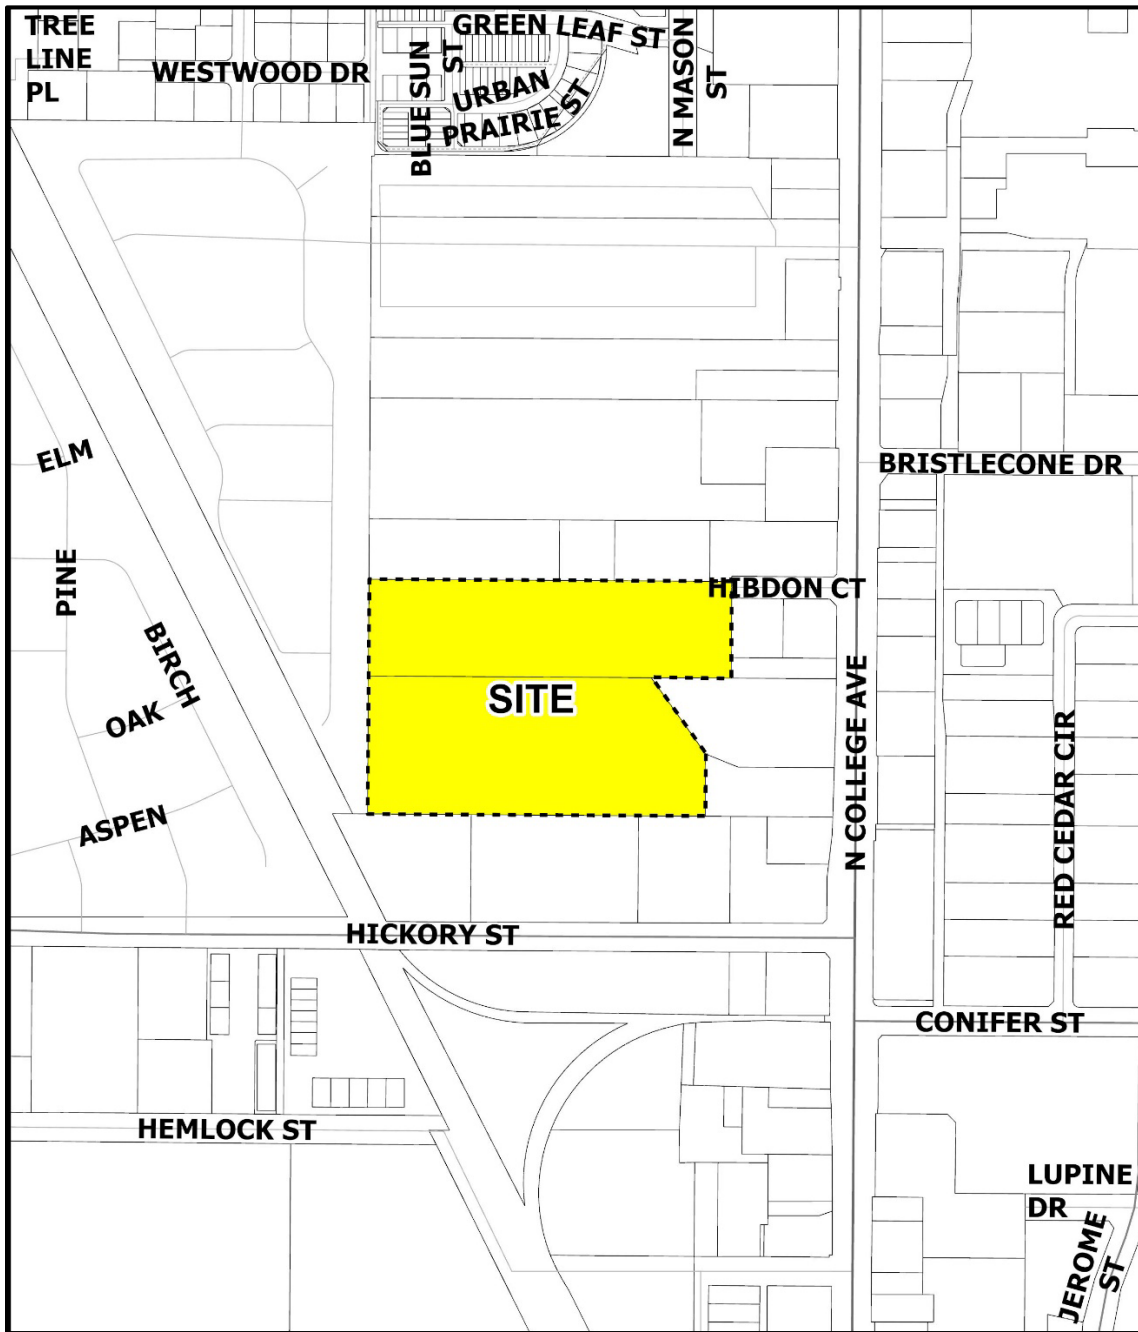 TREE
LINE
PL
WESTWOOD DR
GREEN LEAF ST
BLUE SUN
ST
URBAN
PRAIRIE ST
N MASON
ST
ELM
BRISTLECONE DR
PINE
HIBDON CT
BIRCH
OAK
SITE
ASPEN
N COLLEGE AVE
RED CEDAR CIR
HICKORY ST
CONIFER ST
HEMLOCK ST
LUPINE
DR
JEROME
ST